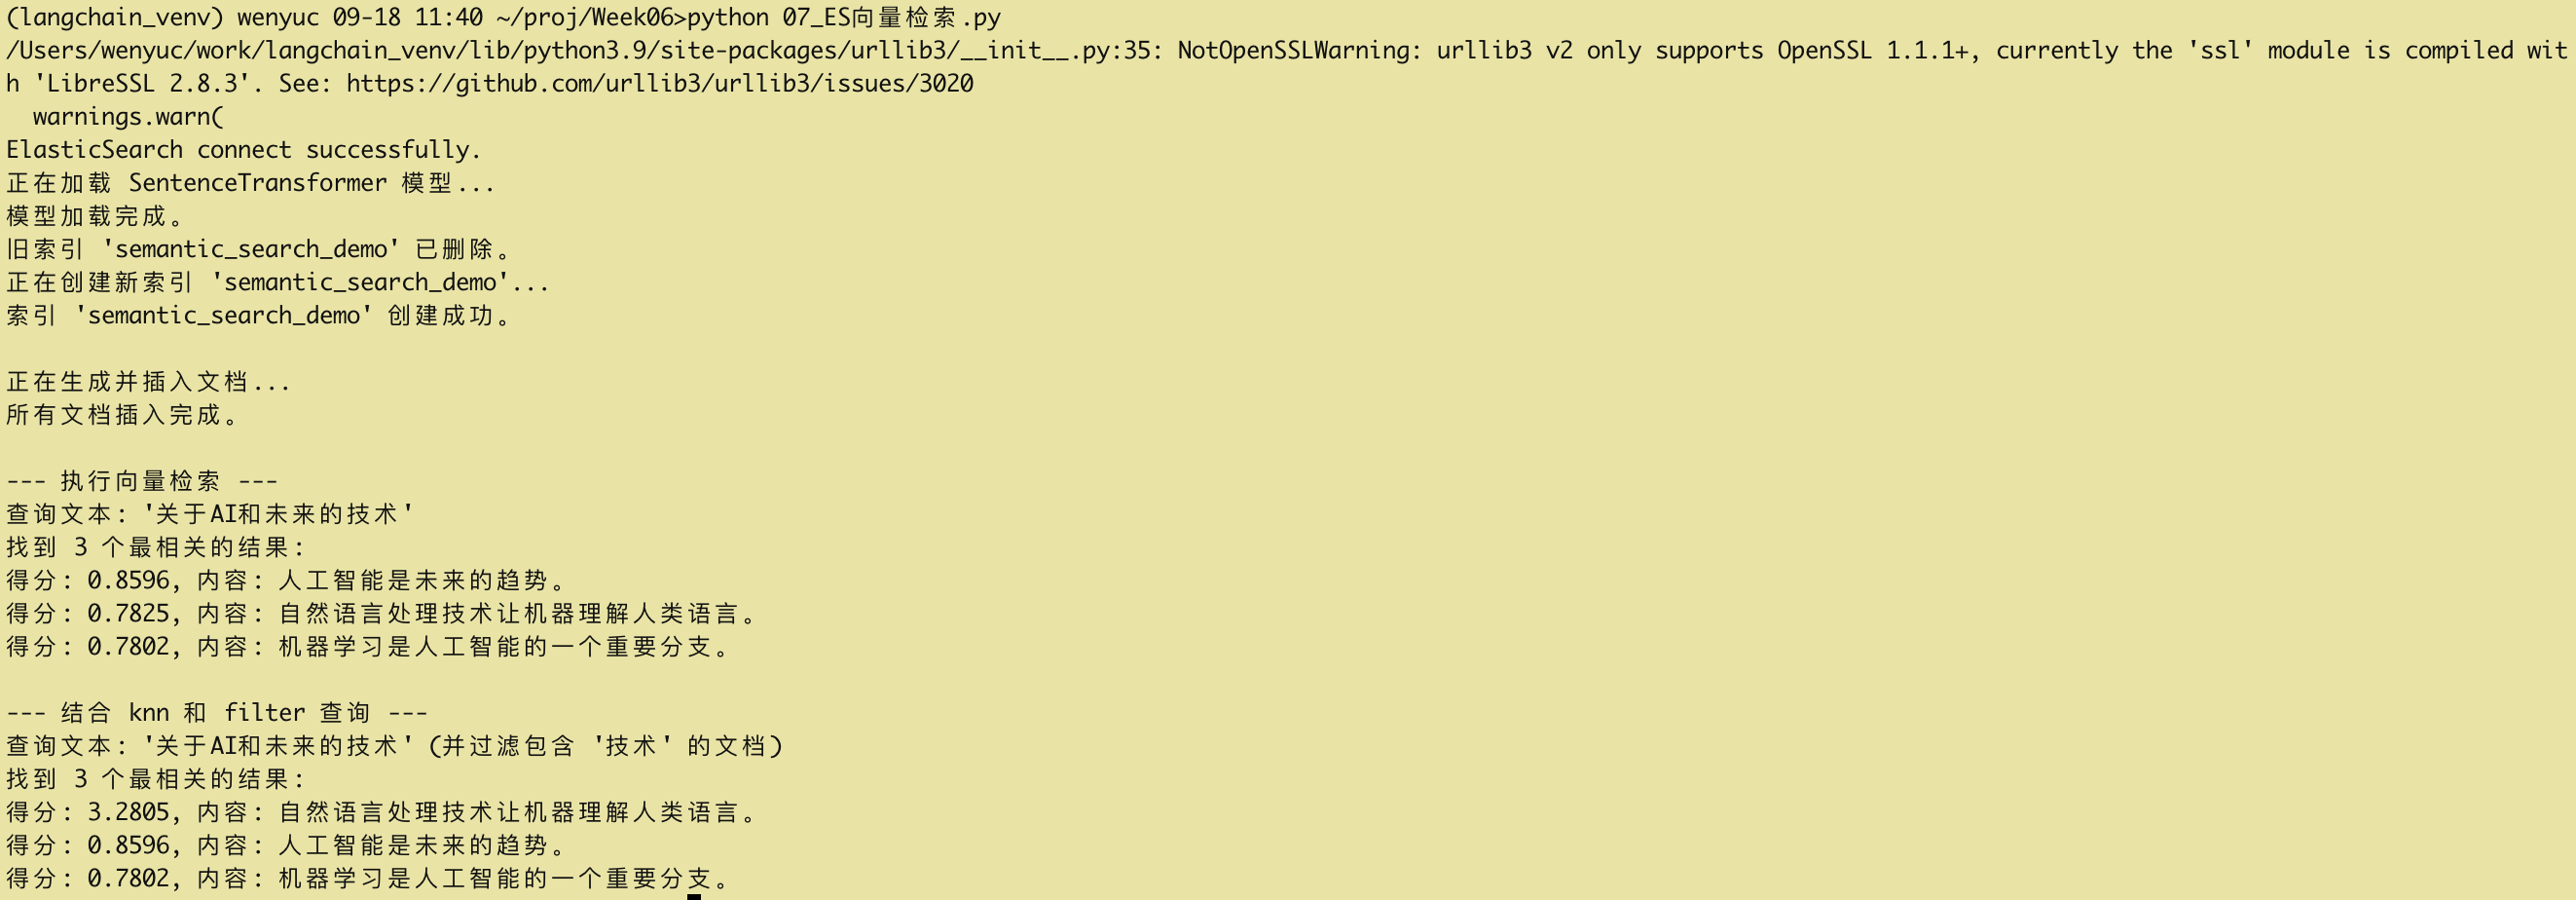 (langchain_venv) wenyuc 09-18 11:40 ~/proj/Week06>python 07_ES向量检索.py
/Users/wenyuc/work/langchain_venv/lib/python3.9/site-packages/urllib3/__init__.py:35: NotOpenSSLWarning: urllib3 v2 only supports OpenSSL 1.1.1+, currently the 'ssl' module is compiled wit
h 'LibreSSL 2.8.3'. See: https://github.com/urllib3/urllib3/issues/3020
  warnings.warn(
ElasticSearch connect successfully.
正在加载 SentenceTransformer 模型...
模型加载完成。
旧索引 'semantic_search_demo' 已删除。
正在创建新索引 'semantic_search_demo'...
索引 'semantic_search_demo' 创建成功。

正在生成并插入文档...
所有文档插入完成。

--- 执行向量检索 ---
查询文本: '关于AI和未来的技术'
找到 3 个最相关的结果:
得分: 0.8596, 内容: 人工智能是未来的趋势。
得分: 0.7825, 内容: 自然语言处理技术让机器理解人类语言。
得分: 0.7802, 内容: 机器学习是人工智能的一个重要分支。

--- 结合 knn 和 filter 查询 ---
查询文本: '关于AI和未来的技术' (并过滤包含 '技术' 的文档)
找到 3 个最相关的结果:
得分: 3.2805, 内容: 自然语言处理技术让机器理解人类语言。
得分: 0.8596, 内容: 人工智能是未来的趋势。
得分: 0.7802, 内容: 机器学习是人工智能的一个重要分支。